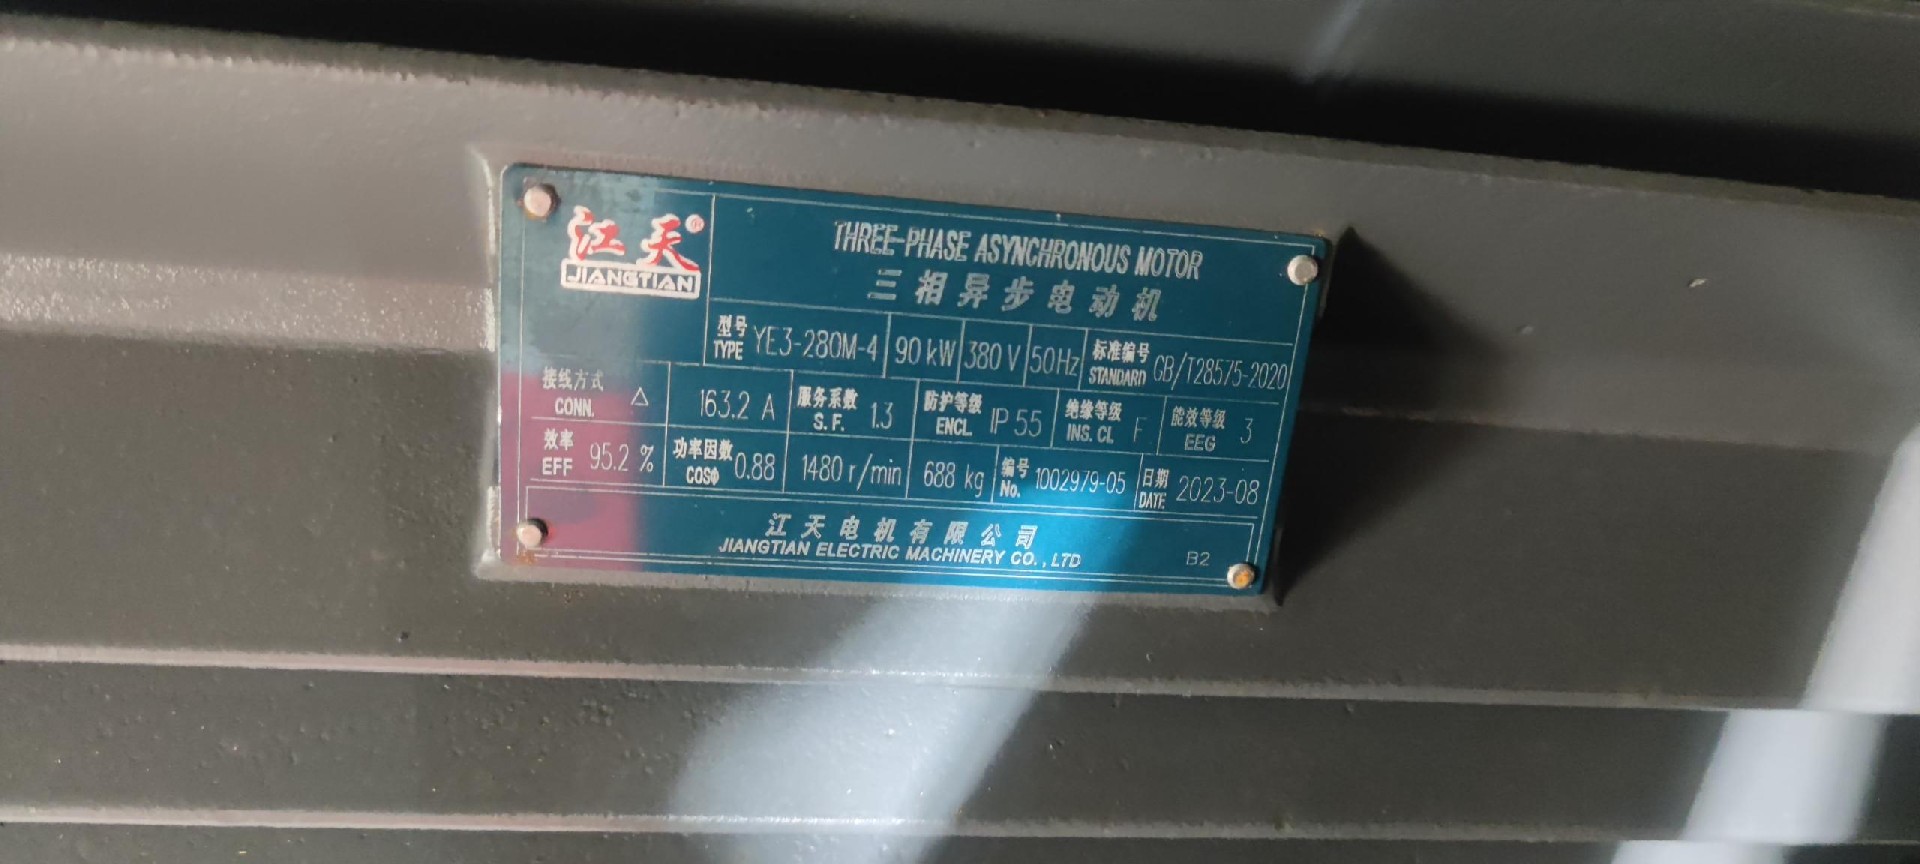 江天®
JIANGTIAN
THREE-PHASE ASYNCHRONOUS MOTOR
三相异步电动机
型号 TYPE YE3-280M-4 90 kW 380 V 50Hz 标准编号 STANDARD GB/T28575-2020
接线方式 CONN. △ 163.2 A 服务系数 S.F. 1.3 防护等级 ENCL IP 55 绝缘等级 INS. CL F 能效等级 EEG 3
效率 EFF 95.2 % 功率因数 COSΦ 0.88 1480 r/min 688 kg 编号 No. 1002979-05 日期 DATE 2023-08
江天电机有限公司
JIANGTIAN ELECTRIC MACHINERY CO., LTD B2